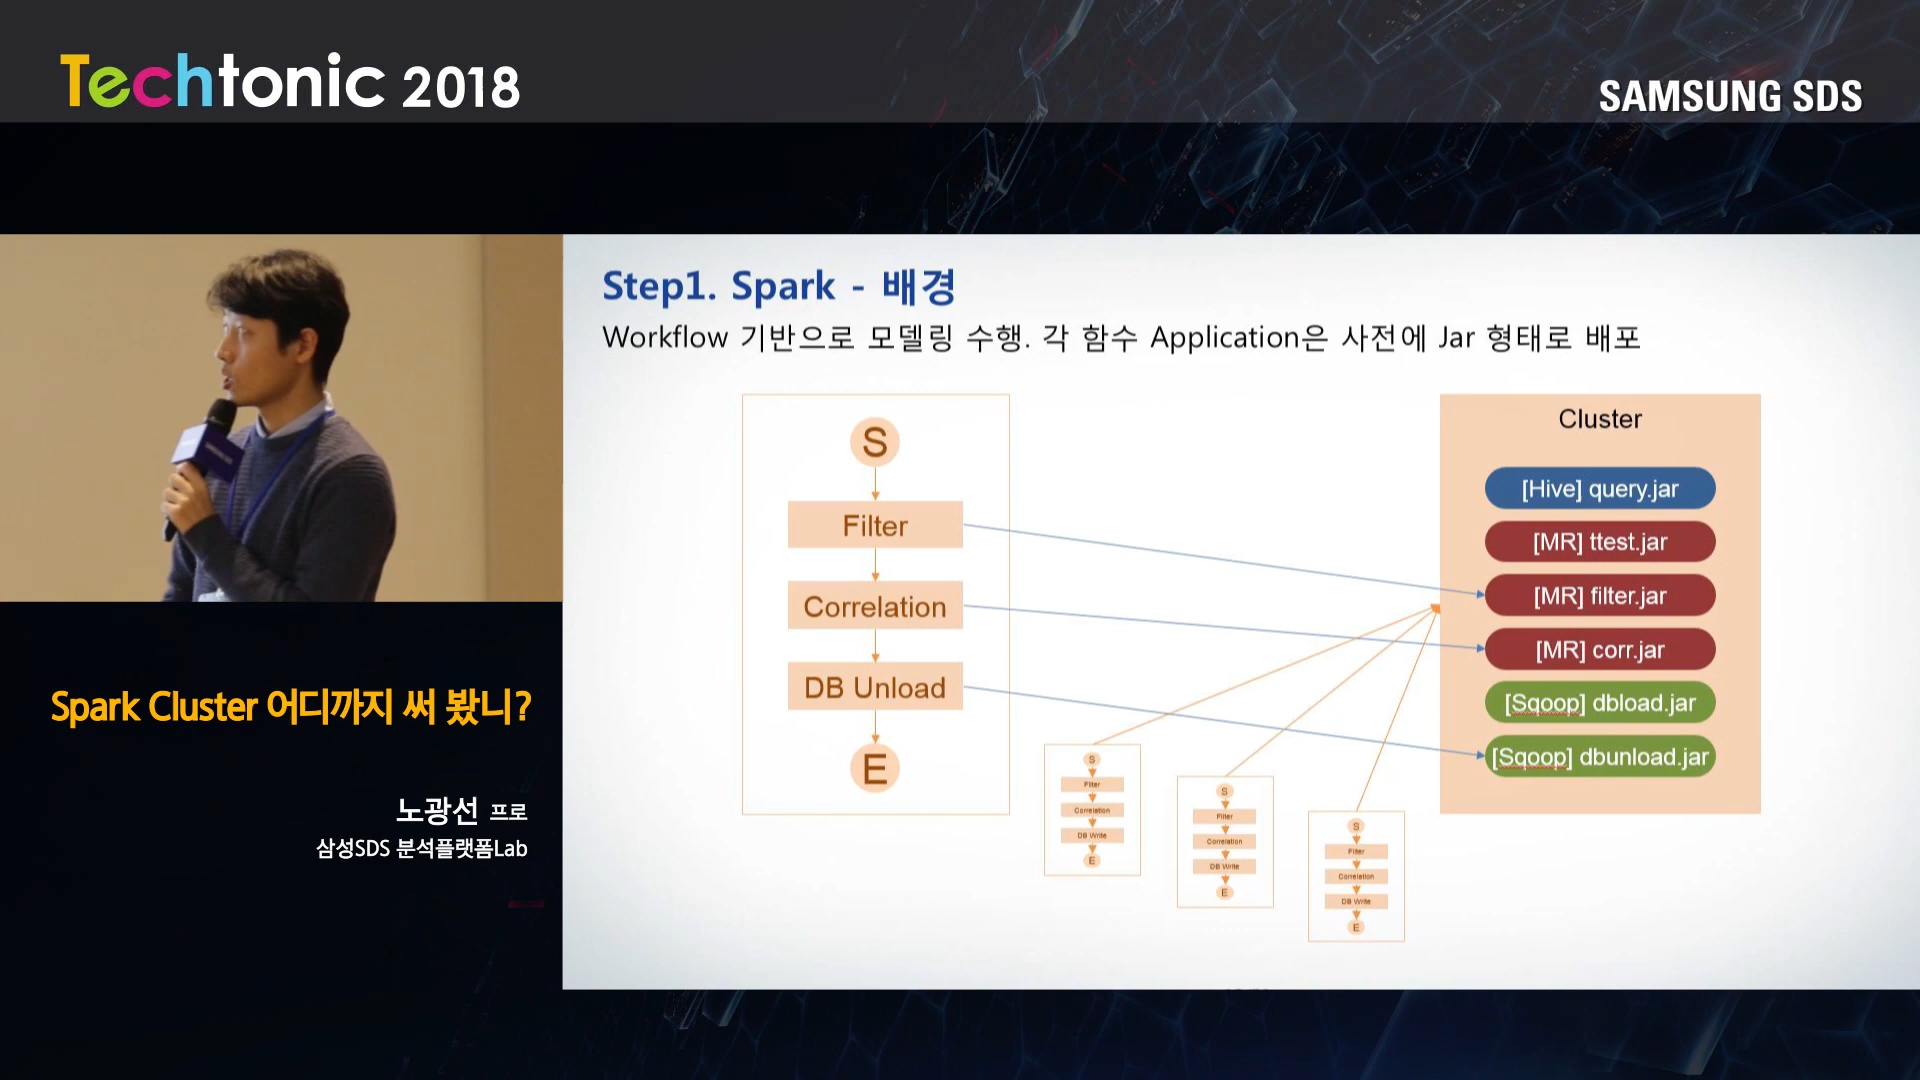 Techtonic 2018
SAMSUNG SDS
Step1. Spark - 배경
Workflow 기반으로 모델링 수행. 각 함수 Application은 사전에 Jar 형태로 배포
S
Filter
Correlation
DB Unload
E
Cluster
[Hive] query.jar
[MR] ttest.jar
[MR] filter.jar
[MR] corr.jar
[Sqoop] dbload.jar
[Sqoop] dbunload.jar
S
Filter
Correlation
DB Write
E
S
Filter
Correlation
DB Write
E
S
Filter
Correlation
DB Write
E
Spark Cluster 어디까지 써 봤니?
노광선 프로
삼성SDS 분석플랫폼Lab